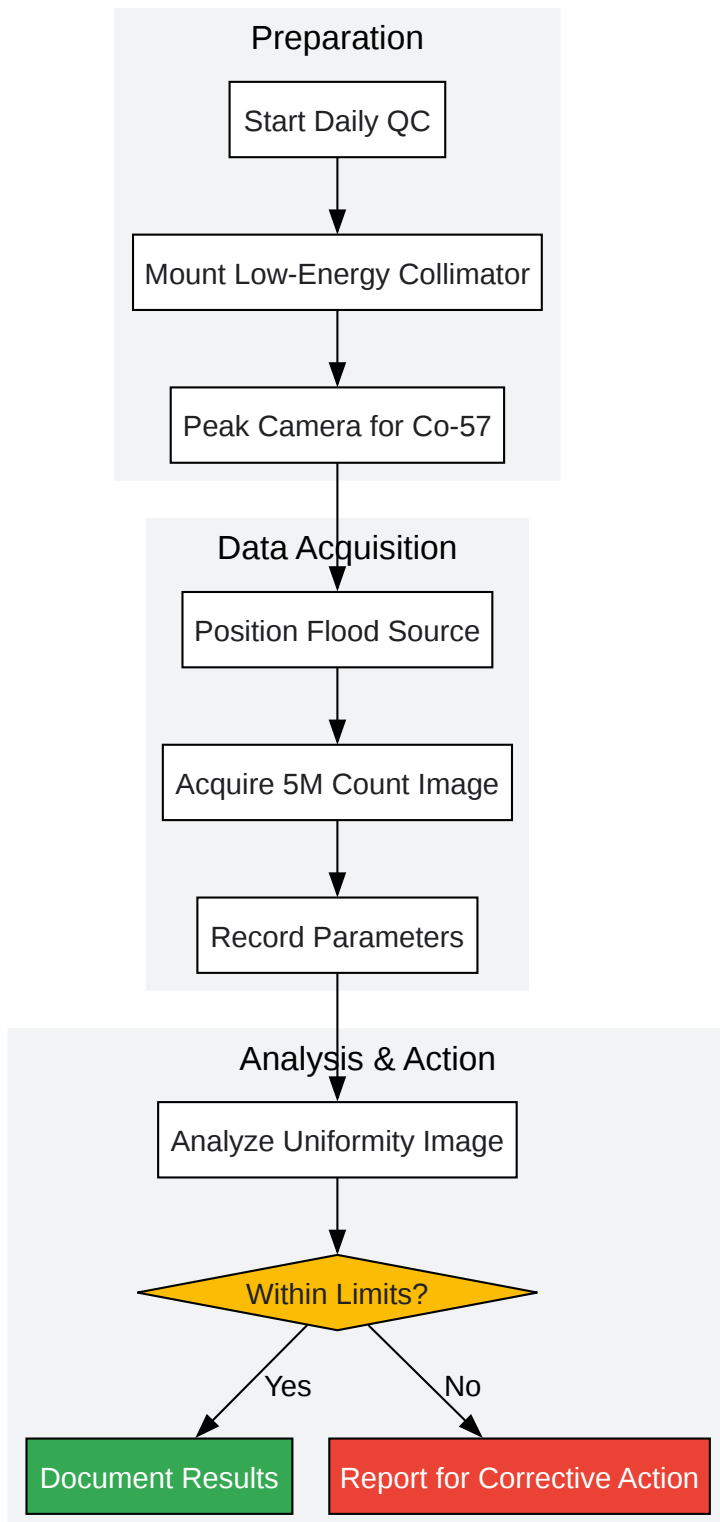 Preparation
Start Daily QC
Mount Low-Energy Collimator
Peak Camera for Co-57
Data Acquisition
Position Flood Source
Acquire 5M Count Image
Record Parameters
Analysis & Action
Analyze Uniformity Image
Within Limits?
Yes
No
Document Results
Report for Corrective Action